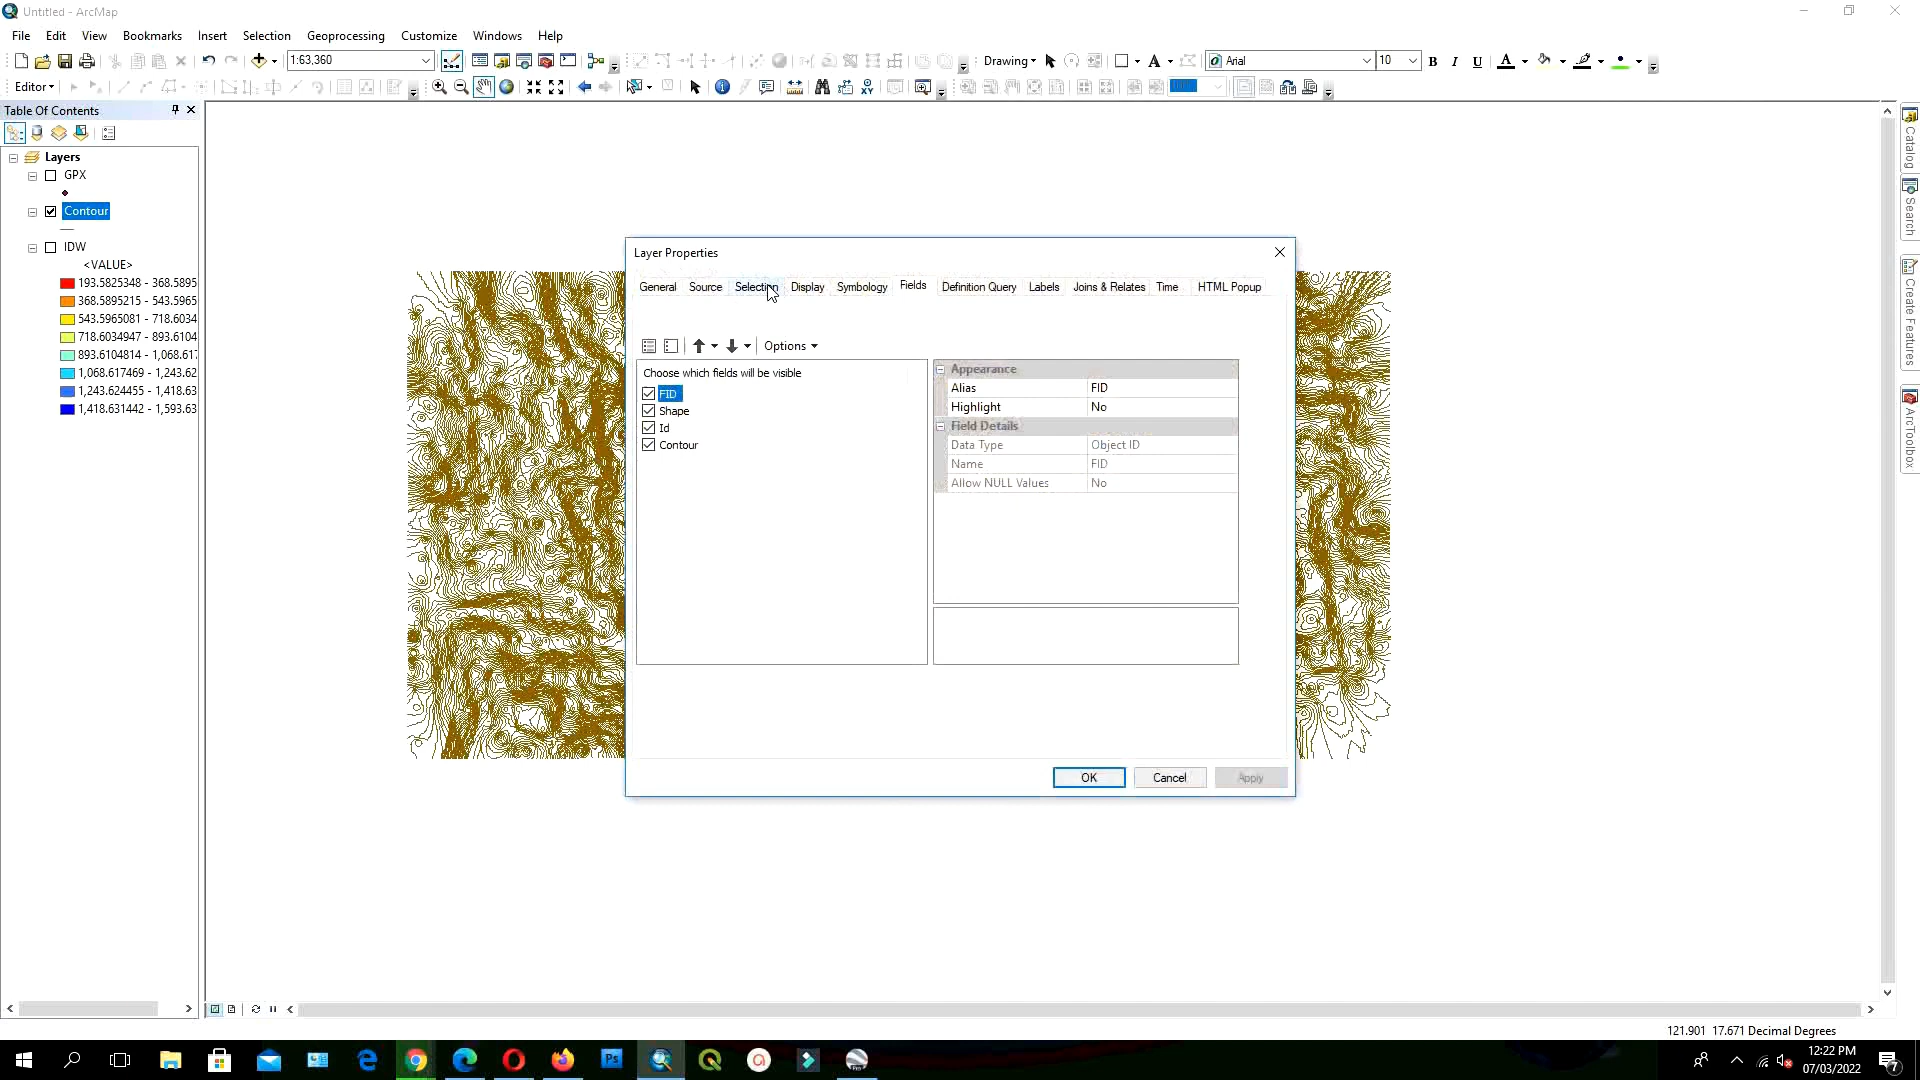 Untitled - ArcMap
File Edit View Bookmarks Insert Selection Geoprocessing Customize Windows Help
1:63,360
Drawing
A
Arial
10
B I U A
Editor
Table Of Contents
Layers
GPX
Contour
IDW
<VALUE>
193.5825348 - 368.5895
368.5895215 - 543.5965
543.5965081 - 718.6034
718.6034947 - 893.6104
893.6104814 - 1,068.617
1,068.617469 - 1,243.62
1,243.624455 - 1,418.63
1,418.631442 - 1,593.63
Layer Properties
General Source Selection Display Symbology Fields Definition Query Labels Joins & Relates Time HTML Popup
Options
Choose which fields will be visible
FID
Shape
Id
Contour
Appearance
Alias FID
Highlight No
Field Details
Data Type Object ID
Name FID
Allow NULL Values No
OK Cancel Apply
Catalog
Search
Create Features
ArcToolbox
121.901 17.671 Decimal Degrees
Ps
12:22 PM
07/03/2022
7